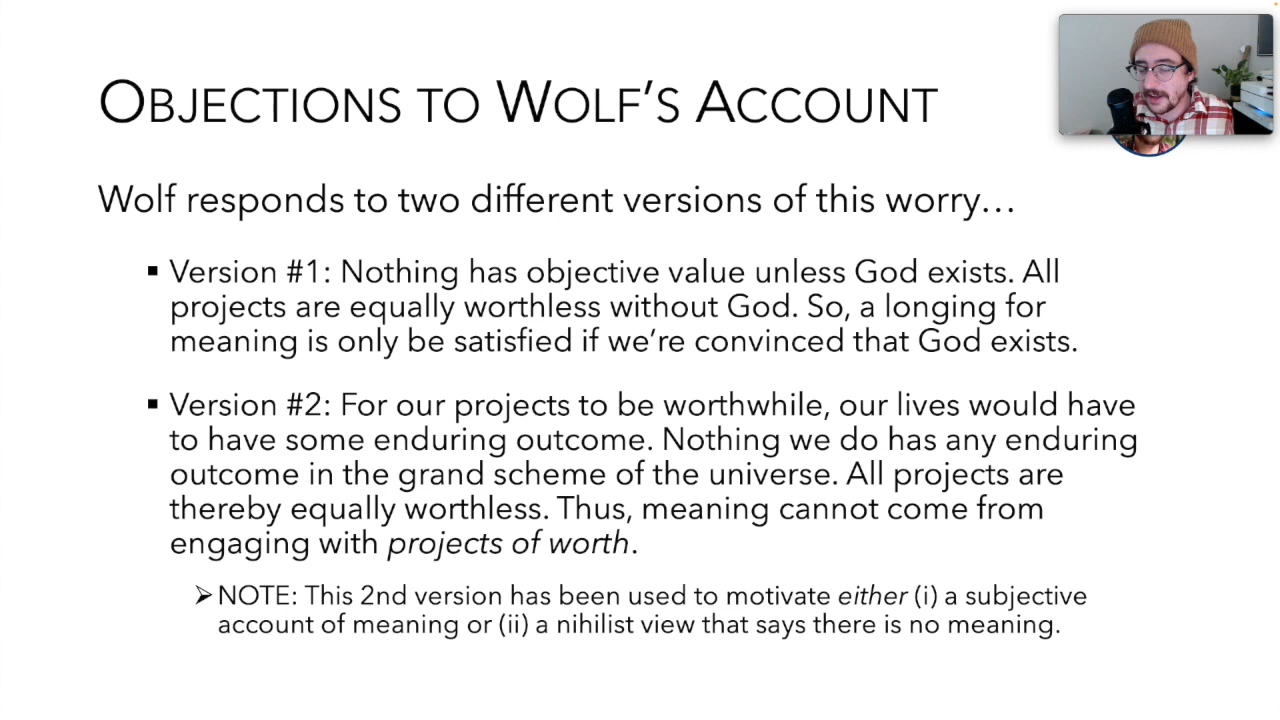 OBJECTIONS TO WOLF'S ACCOUNT
Wolf responds to two different versions of this worry…
▪ Version #1: Nothing has objective value unless God exists. All
projects are equally worthless without God. So, a longing for
meaning is only be satisfied if we're convinced that God exists.
▪ Version #2: For our projects to be worthwhile, our lives would have
to have some enduring outcome. Nothing we do has any enduring
outcome in the grand scheme of the universe. All projects are
thereby equally worthless. Thus, meaning cannot come from
engaging with projects of worth.
➢ NOTE: This 2nd version has been used to motivate either (i) a subjective
account of meaning or (ii) a nihilist view that says there is no meaning.